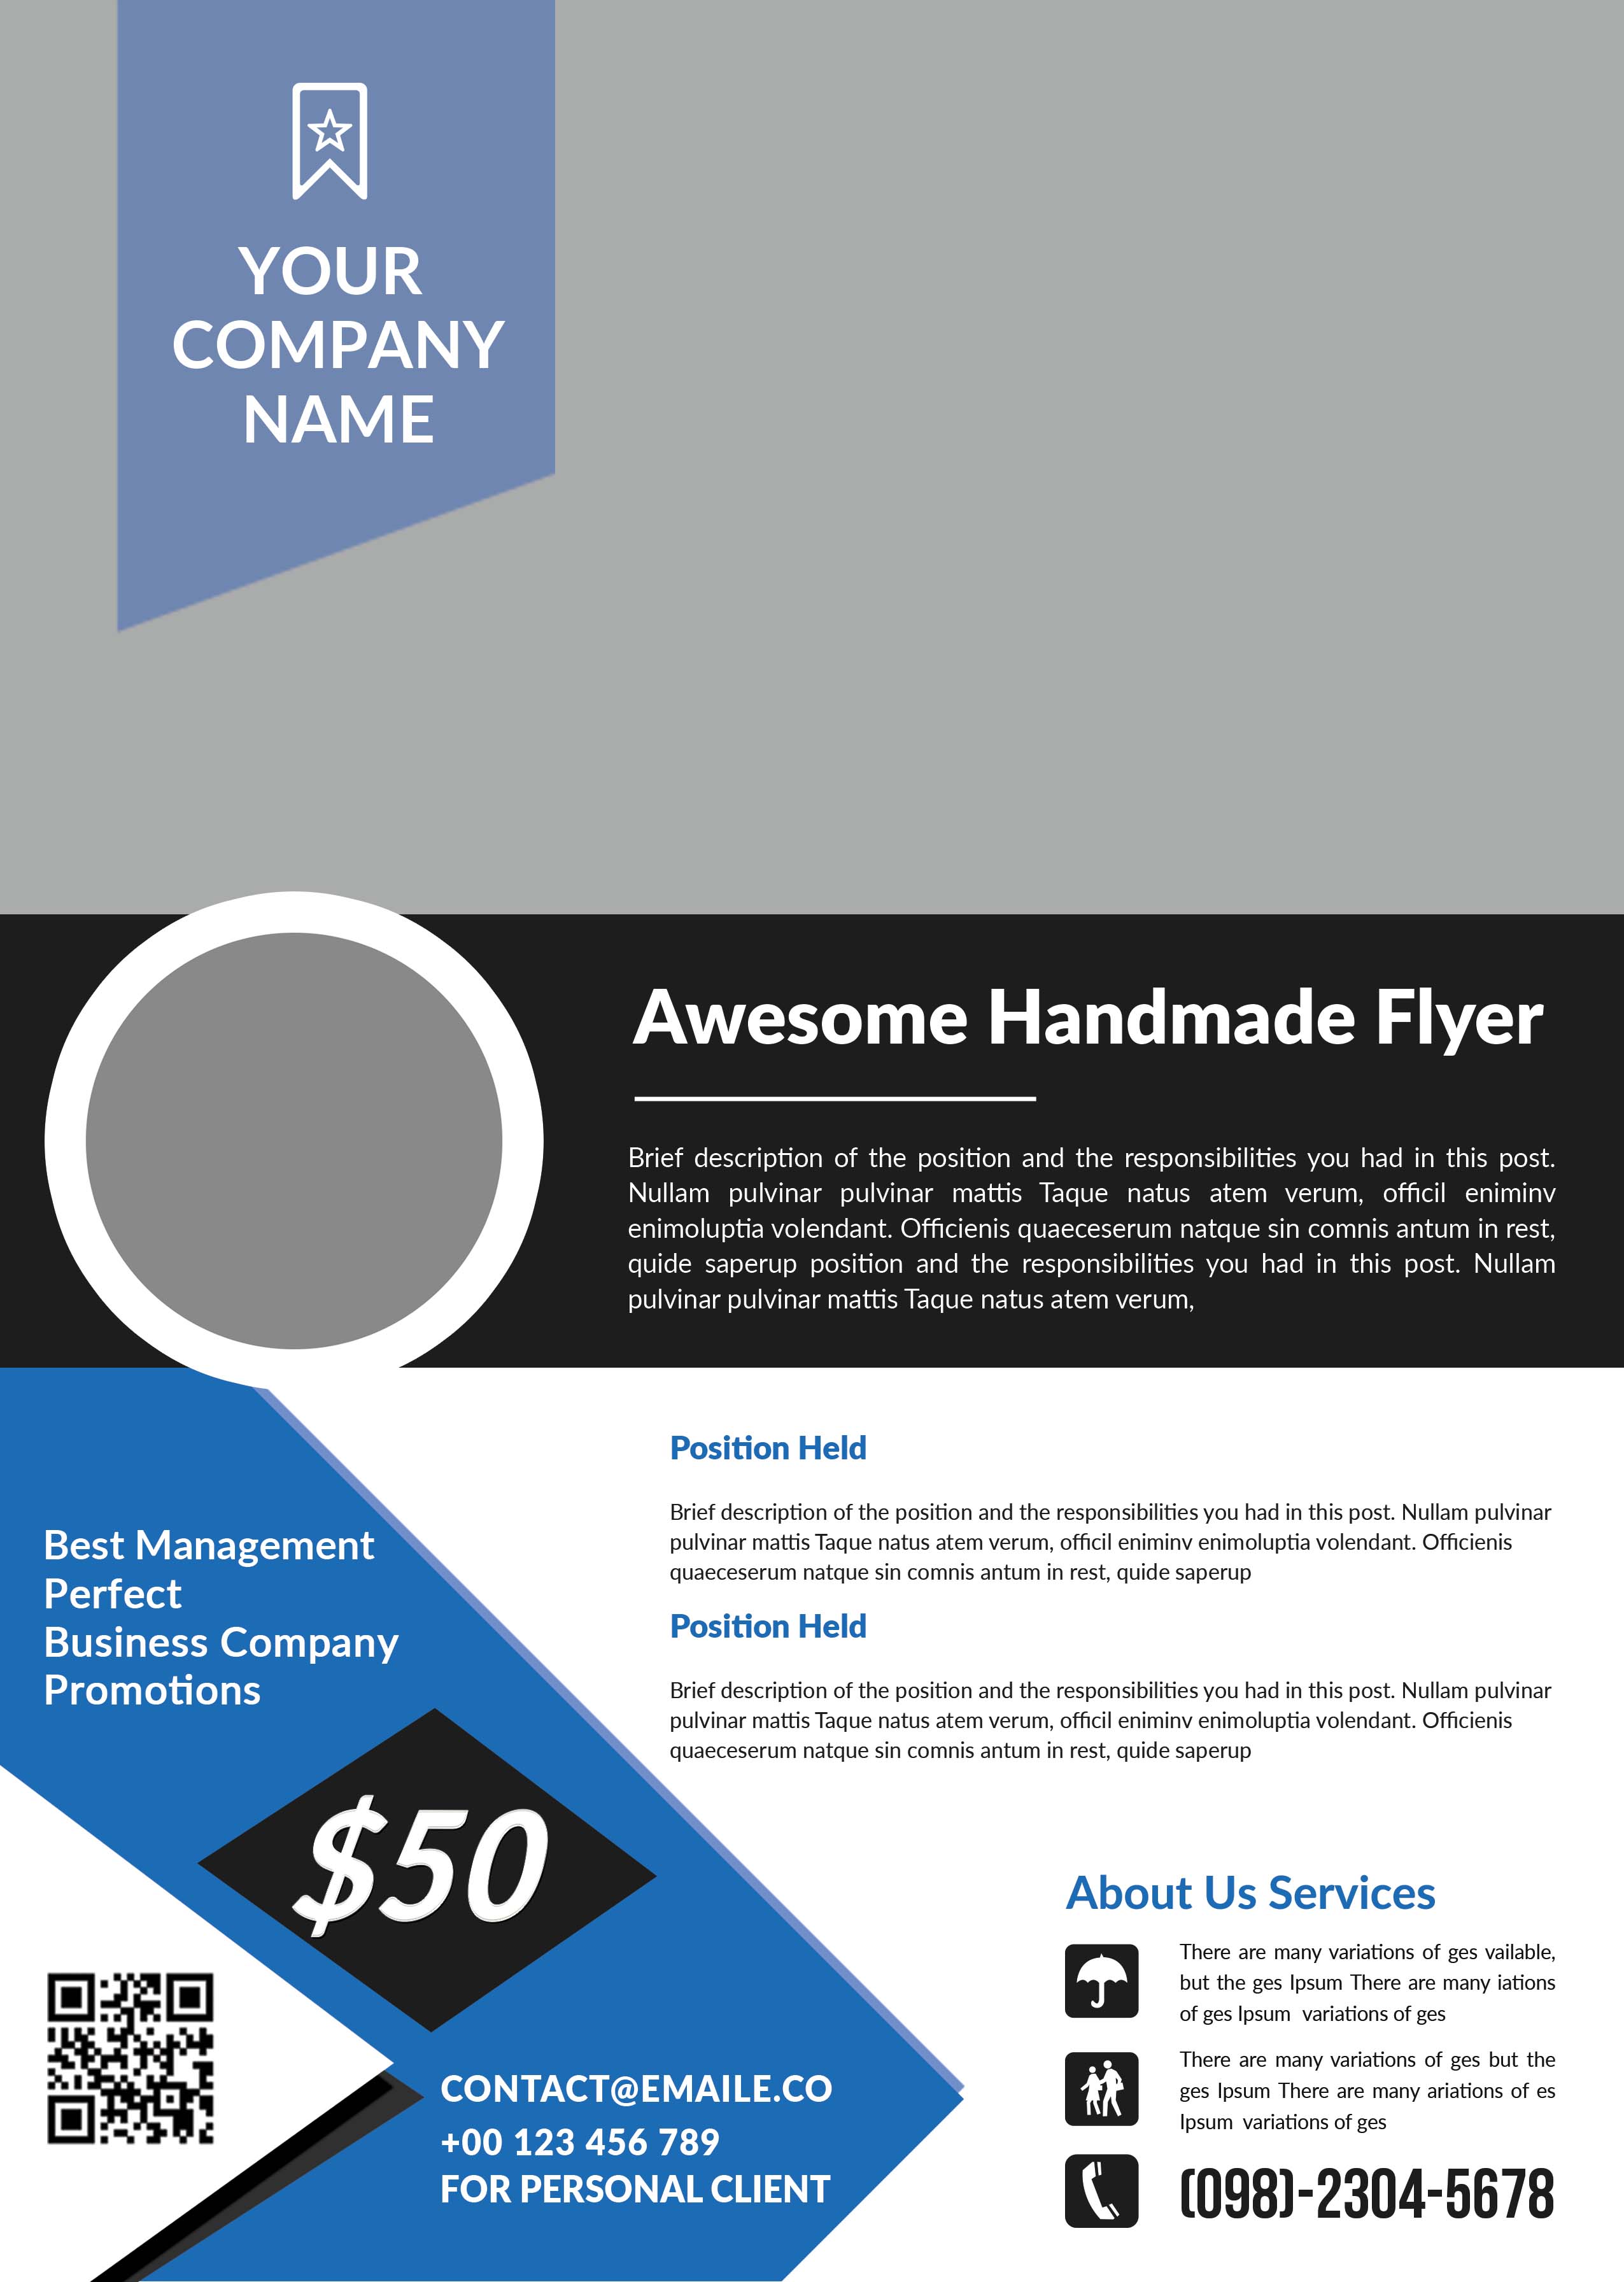 YOUR
COMPANY
NAME
Awesome Handmade Flyer
Brief description of the position and the responsibilities you had in this post.
Nullam pulvinar pulvinar mattis Taque natus atem verum, officil eniminv
enimoluptia volendant. Officienis quaeceserum natque sin comnis antum in rest,
quide saperup position and the responsibilities you had in this post. Nullam
pulvinar pulvinar mattis Taque natus atem verum,
Position Held
Brief description of the position and the responsibilities you had in this post. Nullam pulvinar
pulvinar mattis Taque natus atem verum, officil eniminv enimoluptia volendant. Officienis
quaeceserum natque sin comnis antum in rest, quide saperup
Position Held
Brief description of the position and the responsibilities you had in this post. Nullam pulvinar
pulvinar mattis Taque natus atem verum, officil eniminv enimoluptia volendant. Officienis
quaeceserum natque sin comnis antum in rest, quide saperup
Best Management
Perfect
Business Company
Promotions
$50
CONTACT@EMAILE.CO
+00 123 456 789
FOR PERSONAL CLIENT
About Us Services
There are many variations of ges vailable,
but the ges Ipsum There are many iations
of ges Ipsum variations of ges
There are many variations of ges but the
ges Ipsum There are many ariations of es
Ipsum variations of ges
(098)-2304-5678